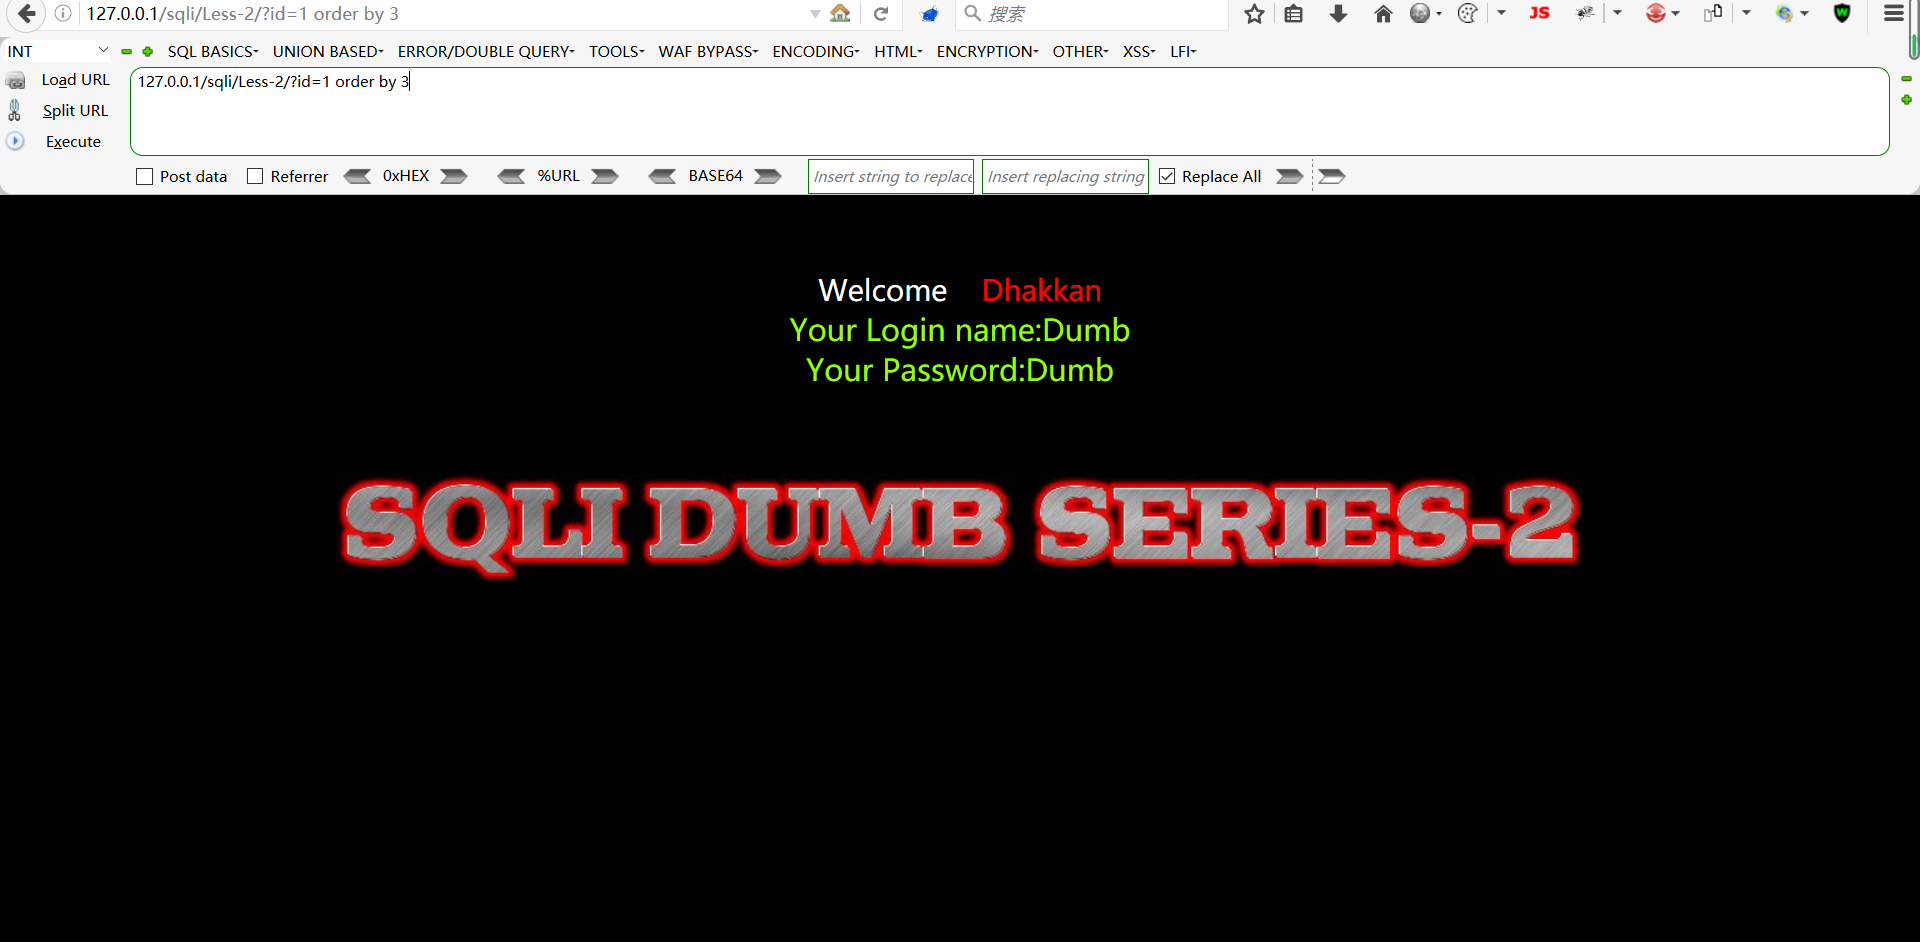 127.0.0.1/sqli/Less-2/?id=1 order by 3
搜索
JS
W
INT
SQL BASICS
UNION BASED
ERROR/DOUBLE QUERY
TOOLS
WAF BYPASS
ENCODING
HTML
ENCRYPTION
OTHER
XSS
LFI
Load URL
Split URL
Execute
127.0.0.1/sqli/Less-2/?id=1 order by 3
Post data
Referrer
0xHEX
%URL
BASE64
Insert string to replace
Insert replacing string
Replace All
Welcome Dhakkan
Your Login name:Dumb
Your Password:Dumb
SQLI DUMB SERIES-2